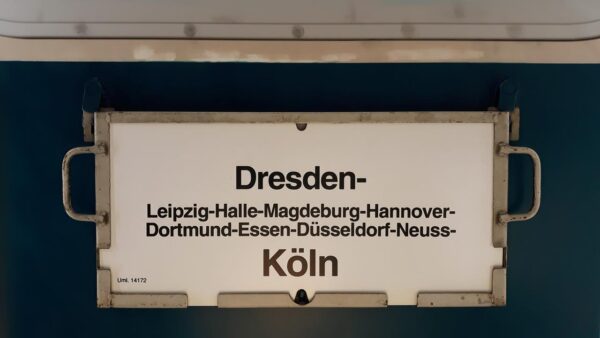 Dresden-
Leipzig-Halle-Magdeburg-Hannover-
Dortmund-Essen-Düsseldorf-Neuss-
Köln
Uml. 14172